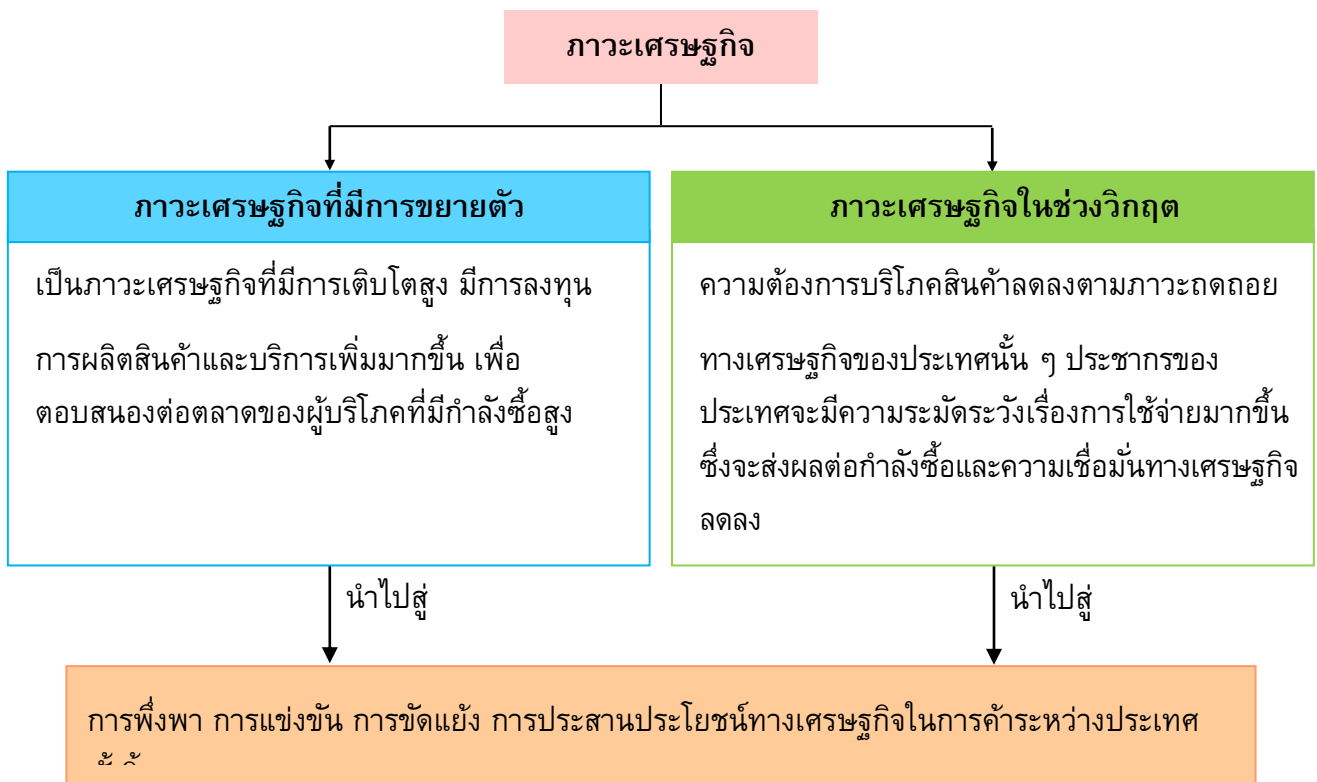 ภาวะเศรษฐกิจ
ภาวะเศรษฐกิจที่มีการขยายตัว
เป็นภาวะเศรษฐกิจที่มีการเติบโตสูง มีการลงทุน
การผลิตสินค้าและบริการเพิ่มมากขึ้น เพื่อ
ตอบสนองต่อตลาดของผู้บริโภคที่มีกำลังซื้อสูง
ภาวะเศรษฐกิจในช่วงวิกฤต
ความต้องการบริโภคสินค้าลดลงตามภาวะถดถอย
ทางเศรษฐกิจของประเทศนั้น ๆ ประชากรของ
ประเทศจะมีความระมัดระวังเรื่องการใช้จ่ายมากขึ้น
ซึ่งจะส่งผลต่อกำลังซื้อและความเชื่อมั่นทางเศรษฐกิจ
ลดลง
นำไปสู่
นำไปสู่
การพึ่งพา การแข่งขัน การขัดแย้ง การประสานประโยชน์ทางเศรษฐกิจในการค้าระหว่างประเทศ